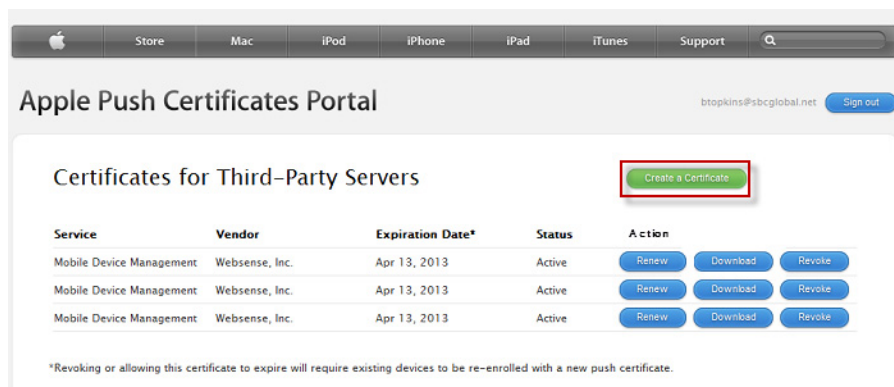 Store Mac iPod iPhone iPad iTunes Support
Apple Push Certificates Portal
btopkins@sbcglobal.net Sign out
Certificates for Third-Party Servers
Create a Certificate
Service Vendor Expiration Date* Status Action
Mobile Device Management Websense, Inc. Apr 13, 2013 Active Renew Download Revoke
Mobile Device Management Websense, Inc. Apr 13, 2013 Active Renew Download Revoke
Mobile Device Management Websense, Inc. Apr 13, 2013 Active Renew Download Revoke
*Revoking or allowing this certificate to expire will require existing devices to be re-enrolled with a new push certificate.